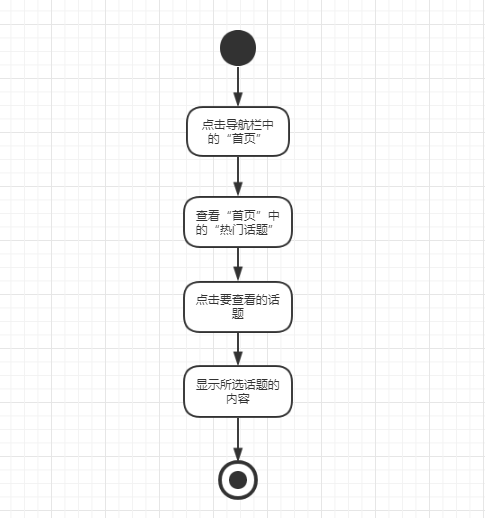 点击导航栏中
的“首页”
查看“首页”中
的“热门话题”
点击要查看的话
题
显示所选话题的
内容